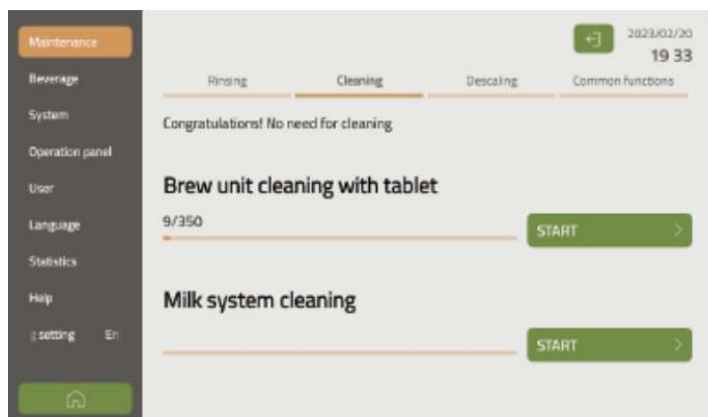 Maintenance
Beverage
System
Operation panel
User
Language
Statistics
Help
setting En
2023/02/20
19 33
Rinsing Cleaning Descaling Common functions
Congratulations! No need for cleaning
Brew unit cleaning with tablet
9/350
START
Milk system cleaning
START